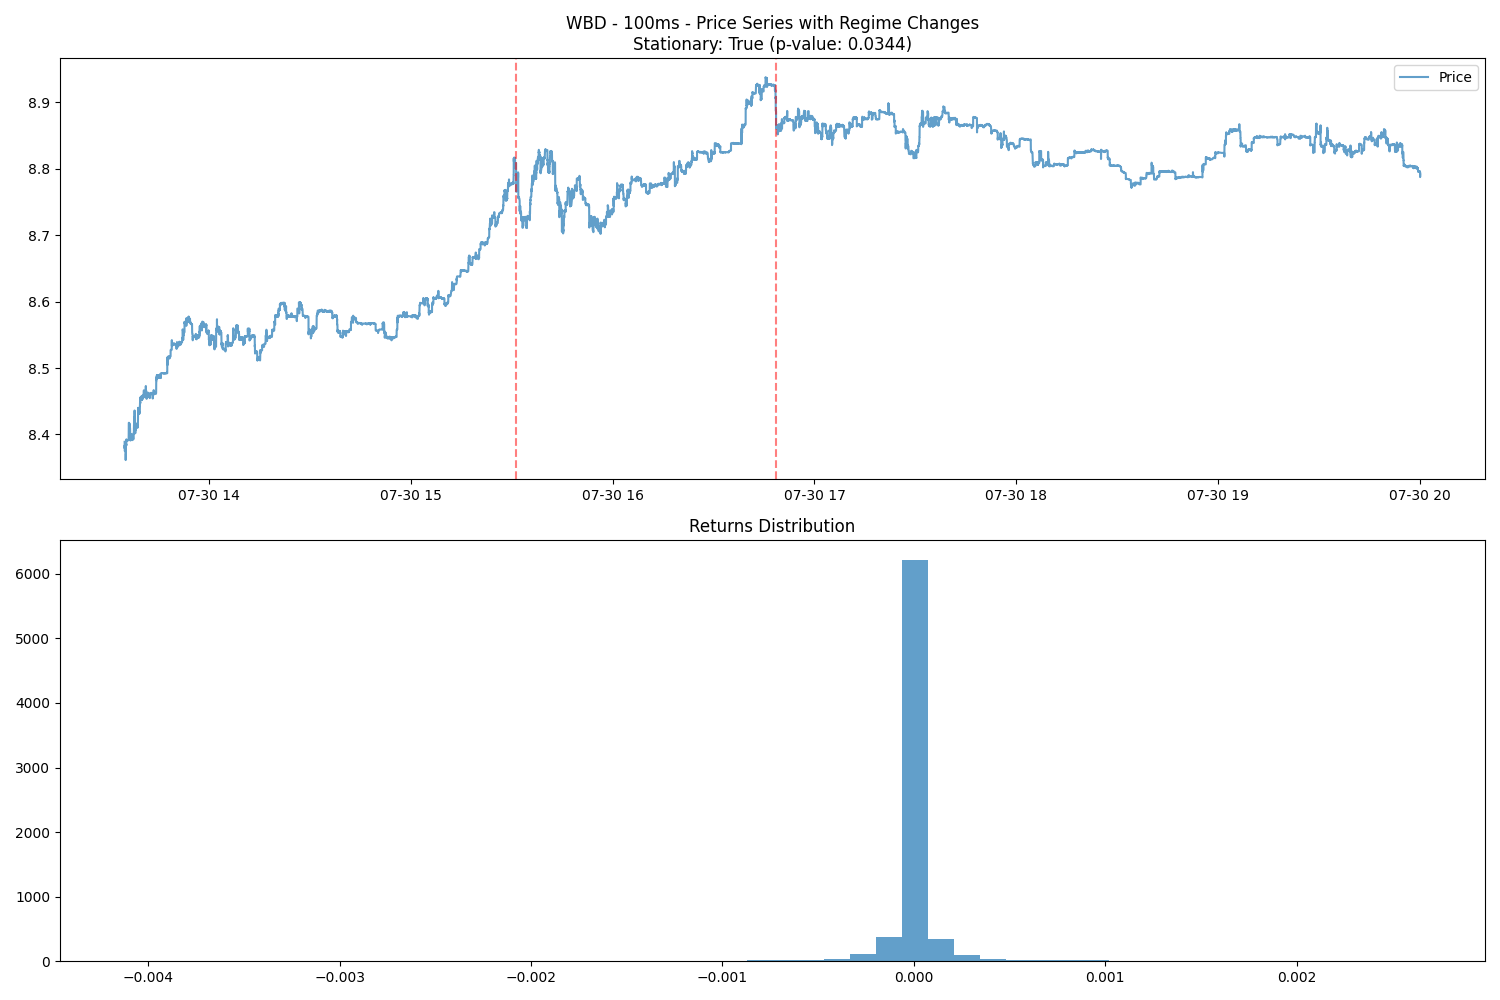 WBD - 100ms - Price Series with Regime Changes
Stationary: True (p-value: 0.0344)
Price
8.9
8.8
8.7
8.6
8.5
8.4
07-30 14 07-30 15 07-30 16 07-30 17 07-30 18 07-30 19 07-30 20
Returns Distribution
6000
5000
4000
3000
2000
1000
0
−0.004 −0.003 −0.002 −0.001 0.000 0.001 0.002